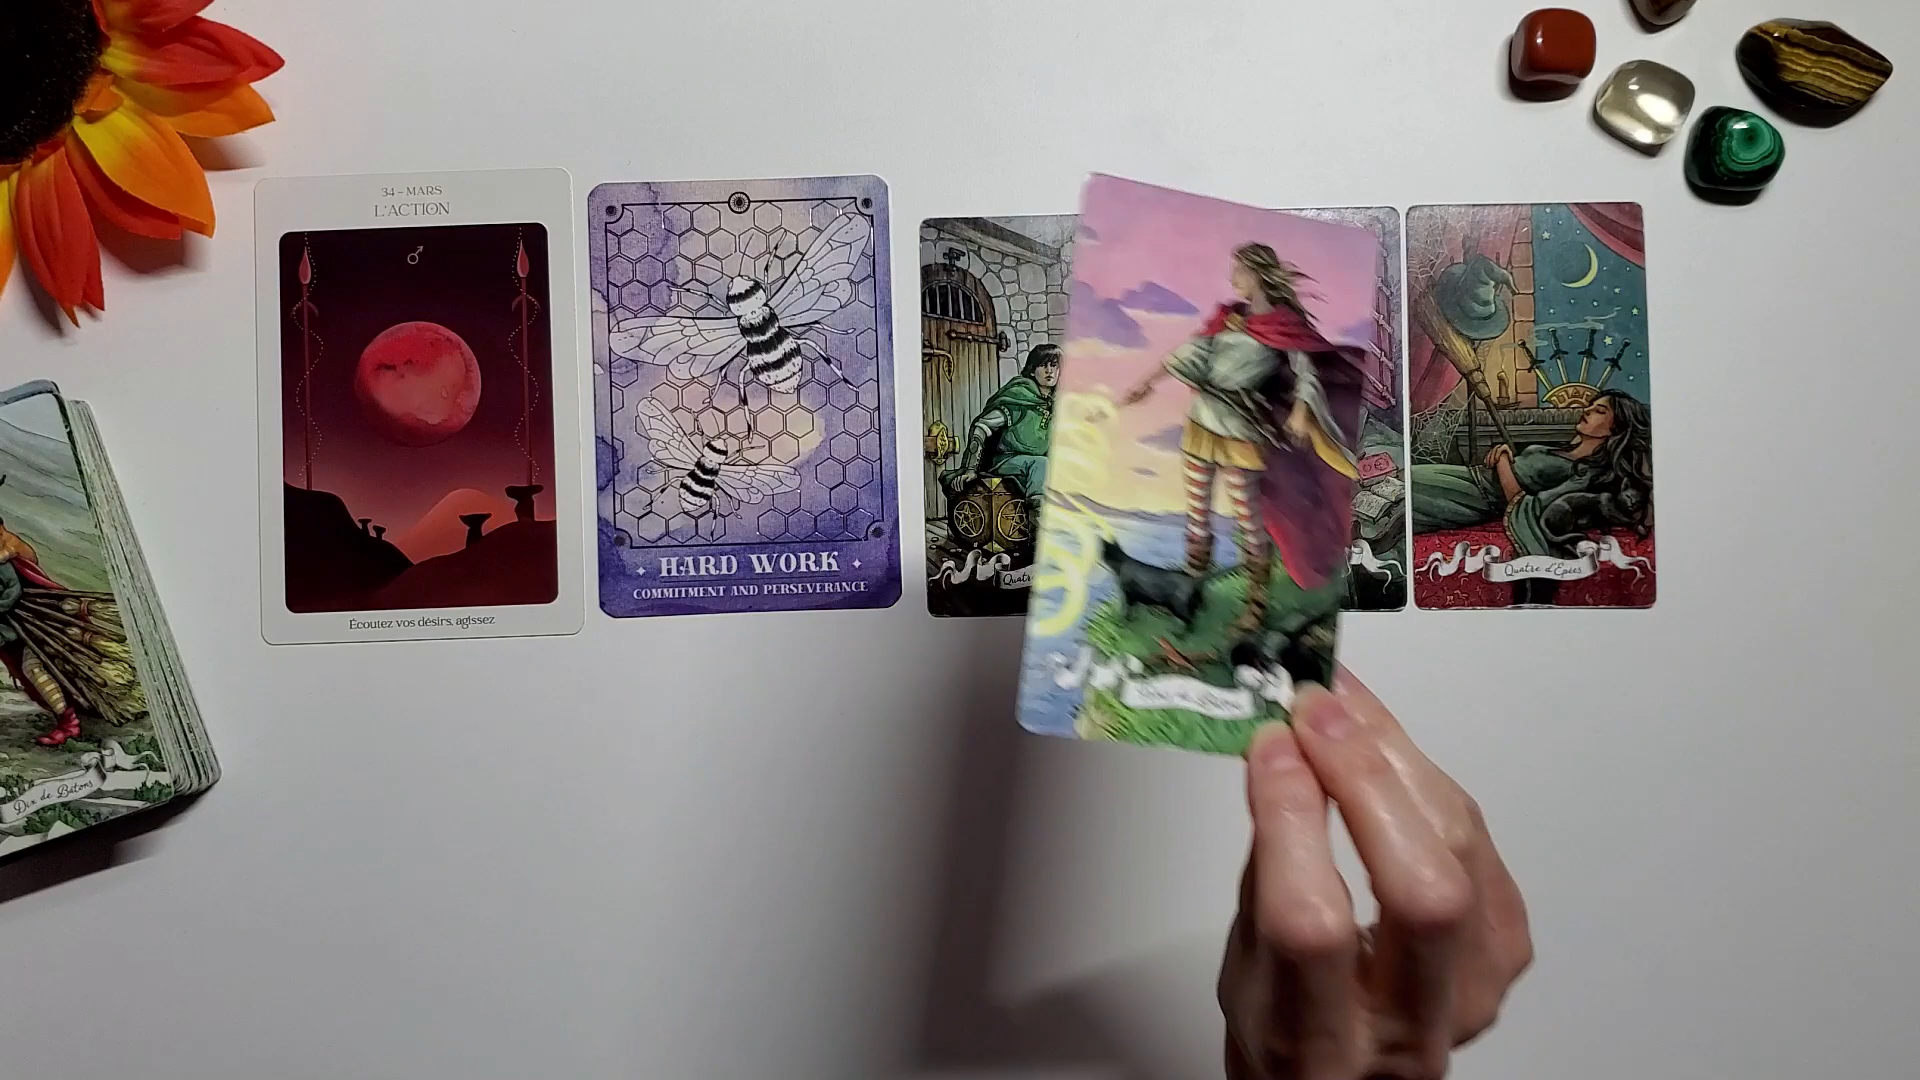 34 – MARS
L'ACTION
Écoutez vos désirs, agissez
HARD WORK
COMMITMENT AND PERSEVERANCE
Quatre d'Épées
Dix de Bâtons